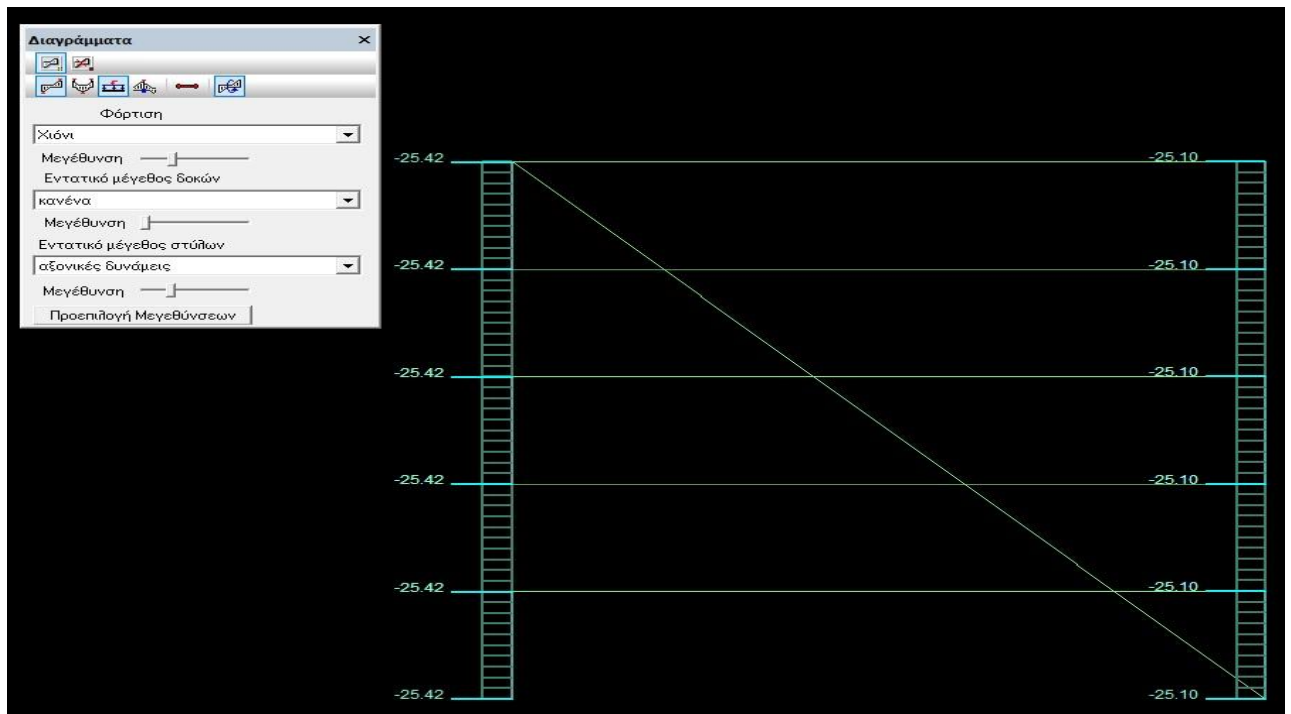 Διαγράμματα
Φόρτιση
Χιόνι
Μεγέθυνση
Εντατικό μέγεθος δοκών
κανένα
Μεγέθυνση
Εντατικό μέγεθος στύλων
αξονικές δυνάμεις
Μεγέθυνση
Προεπιλογή Μεγεθύνσεων
-25.42 -25.10
-25.42 -25.10
-25.42 -25.10
-25.42 -25.10
-25.42 -25.10
-25.42 -25.10